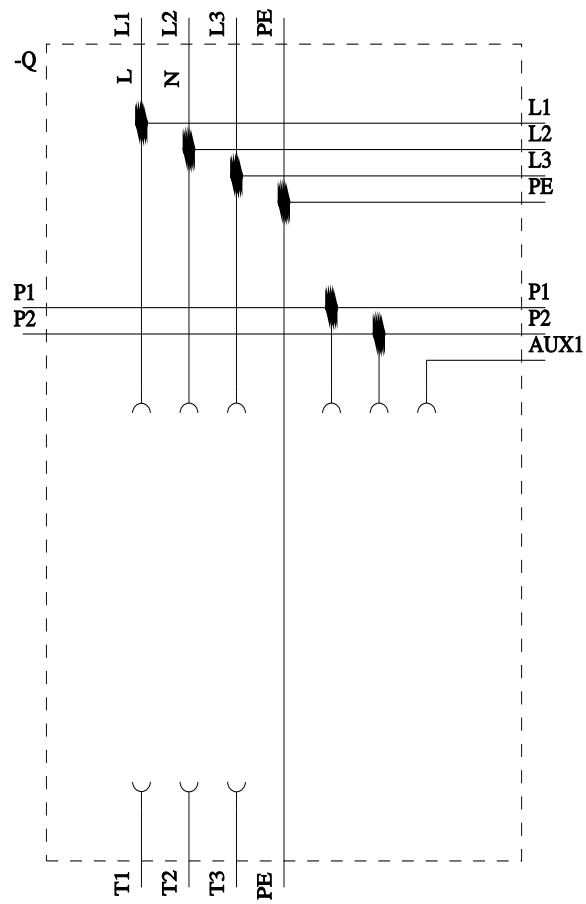 L1 L2 L3 PE
-Q
L N
L1
L2
L3
PE
P1 P1
P2 P2
AUX1
T1 T2 T3 PE